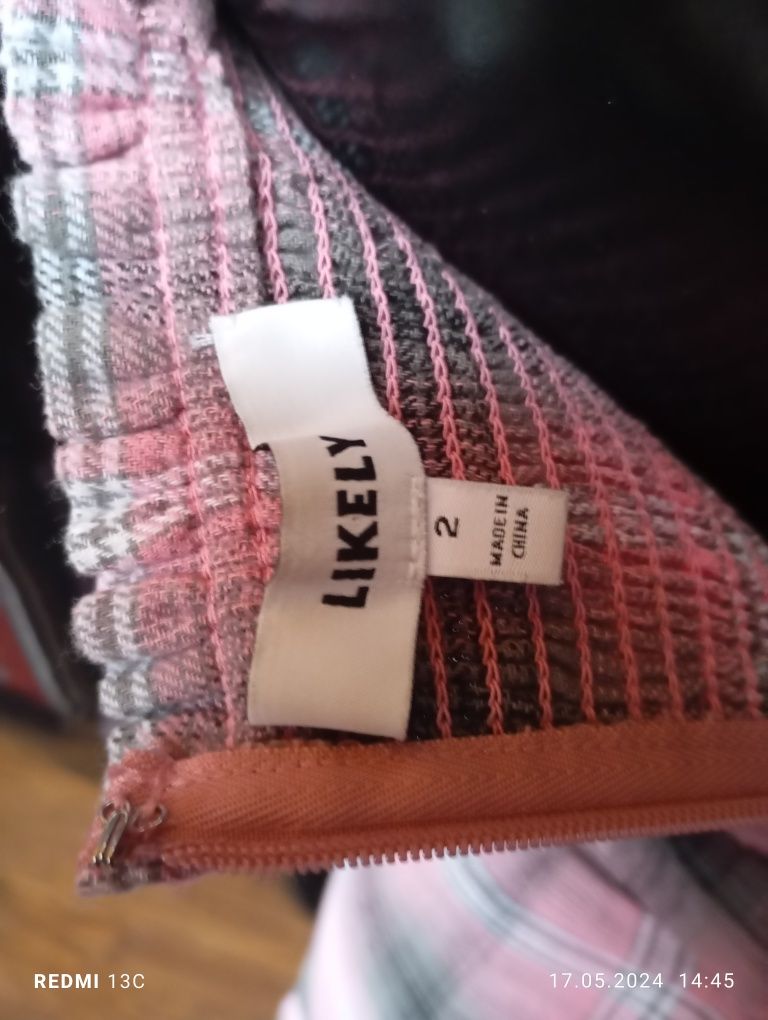 LIKELY
2
MADE IN
CHINA
REDMI 13C
17.05.2024 14:45